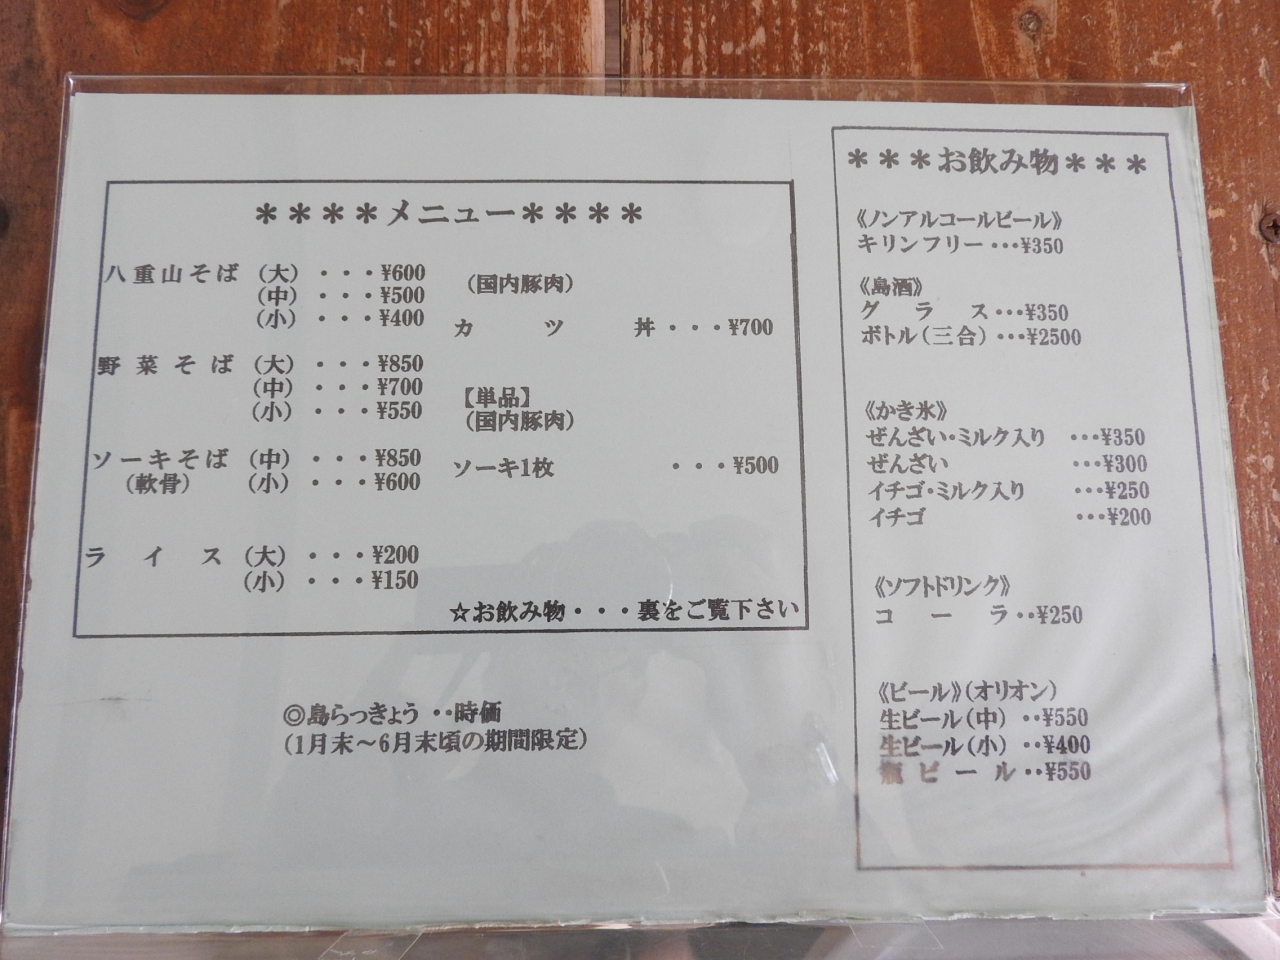 ＊＊＊＊メニュー＊＊＊＊
八重山そば （大）・・・¥600
（中）・・・¥500
（小）・・・¥400
野菜そば （大）・・・¥850
（中）・・・¥700
（小）・・・¥550
ソーキそば （中）・・・¥850
（軟骨） （小）・・・¥600
ライス （大）・・・¥200
（小）・・・¥150
（国内豚肉）
カツ丼・・・¥700
【単品】
（国内豚肉）
ソーキ1枚 ・・・¥500
☆お飲み物・・・裏をご覧下さい
◎島らっきょう ・・時価
（1月末～6月末頃の期間限定）
＊＊＊お飲み物＊＊＊
《ノンアルコールビール》
キリンフリー・・・¥350
《島酒》
グラス・・・¥350
ボトル（三合）・・・¥2500
《かき氷》
ぜんざい・ミルク入り ・・・¥350
ぜんざい ・・・¥300
イチゴ・ミルク入り ・・・¥250
イチゴ ・・・¥200
《ソフトドリンク》
コーラ・・¥250
《ビール》（オリオン）
生ビール（中）・・¥550
生ビール（小）・・¥400
瓶ビール・・¥550